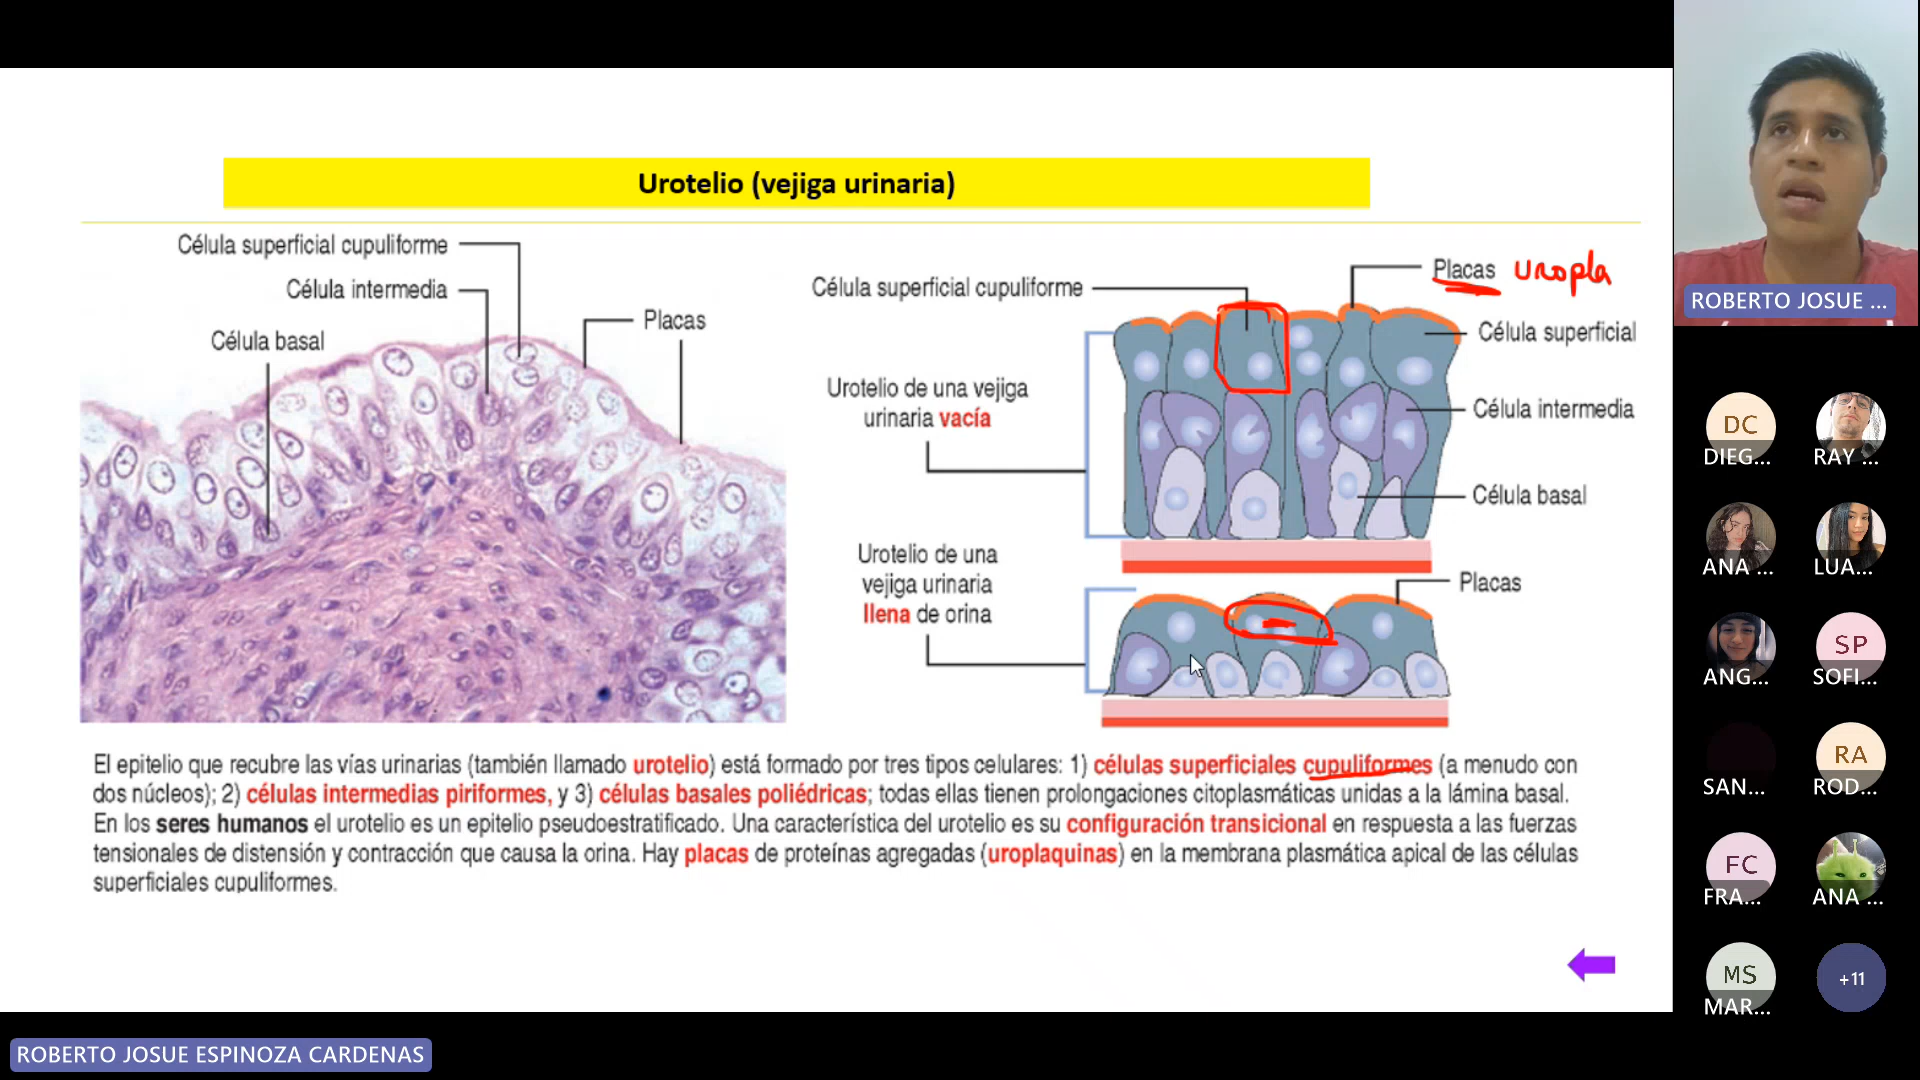 Urotelio (vejiga urinaria)
Célula superficial cupuliforme
Célula intermedia
Célula basal
Placas
Célula superficial cupuliforme
Placas uropla
Célula superficial
Urotelio de una vejiga
urinaria vacía
Célula intermedia
Célula basal
Urotelio de una
vejiga urinaria
llena de orina
Placas
El epitelio que recubre las vías urinarias (también llamado urotelio) está formado por tres tipos celulares: 1) células superficiales cupuliformes (a menudo con
dos núcleos); 2) células intermedias piriformes, y 3) células basales poliédricas; todas ellas tienen prolongaciones citoplasmáticas unidas a la lámina basal.
En los seres humanos el urotelio es un epitelio pseudoestratificado. Una característica del urotelio es su configuración transicional en respuesta a las fuerzas
tensionales de distensión y contracción que causa la orina. Hay placas de proteínas agregadas (uroplaquinas) en la membrana plasmática apical de las células
superficiales cupuliformes.
ROBERTO JOSUE ...
DC
DIEG...
RAY ...
ANA ...
LUA...
ANG...
SP
SOFI...
SAN...
RA
ROD...
FC
FRA...
ANA ...
MS
MAR...
+11
ROBERTO JOSUE ESPINOZA CARDENAS